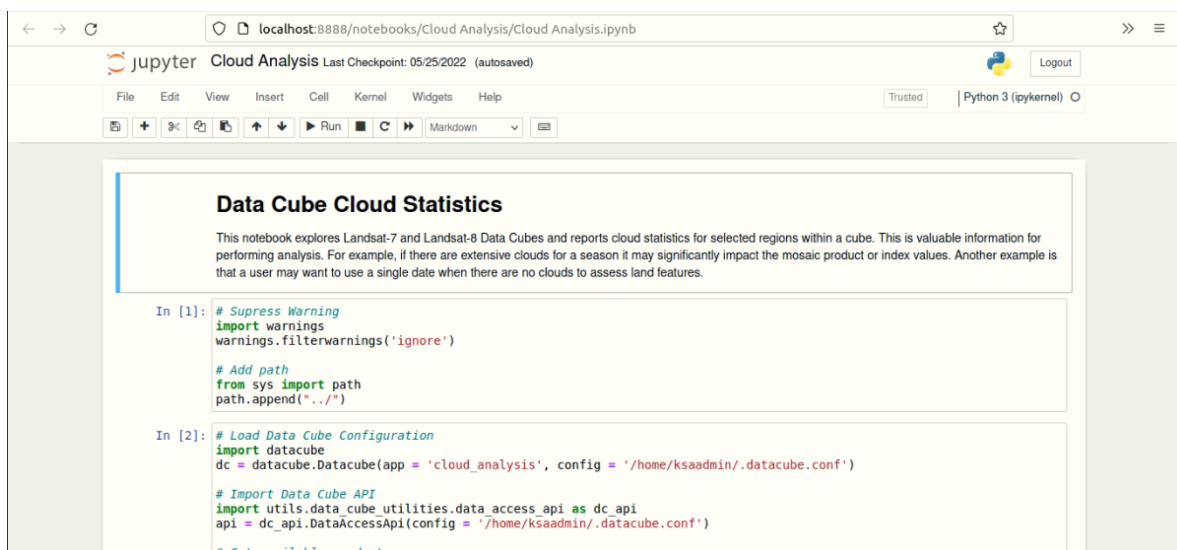 localhost:8888/notebooks/Cloud Analysis/Cloud Analysis.ipynb
jupyter Cloud Analysis Last Checkpoint: 05/25/2022 (autosaved)
Logout
File Edit View Insert Cell Kernel Widgets Help
Trusted
Python 3 (ipykernel)
Run
Markdown
Data Cube Cloud Statistics
This notebook explores Landsat-7 and Landsat-8 Data Cubes and reports cloud statistics for selected regions within a cube. This is valuable information for
performing analysis. For example, if there are extensive clouds for a season it may significantly impact the mosaic product or index values. Another example is
that a user may want to use a single date when there are no clouds to assess land features.
In [1]: # Supress Warning
import warnings
warnings.filterwarnings('ignore')
# Add path
from sys import path
path.append("../")
In [2]: # Load Data Cube Configuration
import datacube
dc = datacube.Datacube(app = 'cloud_analysis', config = '/home/ksaadmin/.datacube.conf')
# Import Data Cube API
import utils.data_cube_utilities.data_access_api as dc_api
api = dc_api.DataAccessApi(config = '/home/ksaadmin/.datacube.conf')